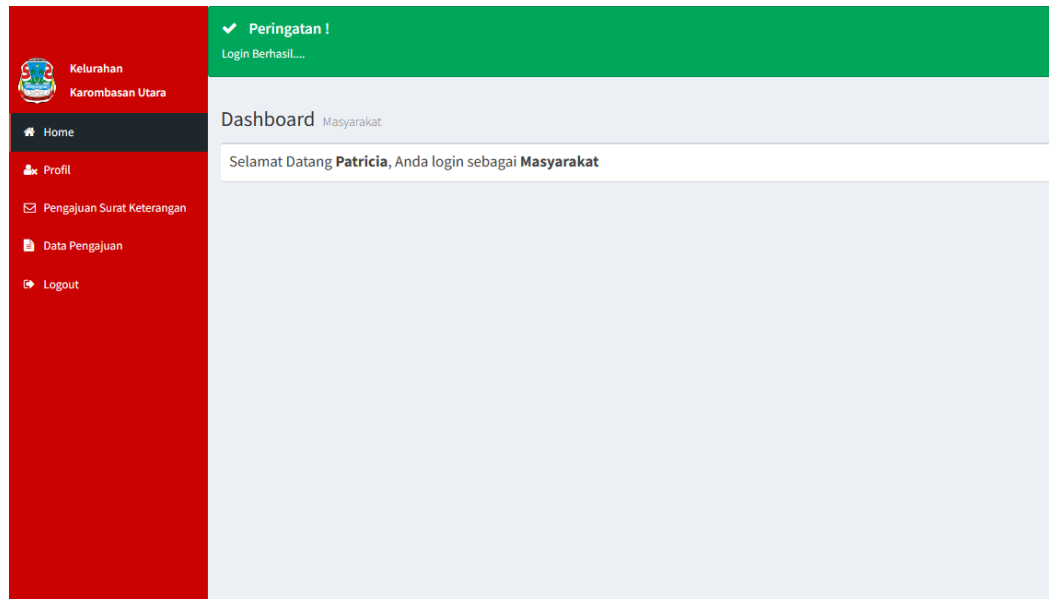 Kelurahan
Karombasan Utara
Home
Profil
Pengajuan Surat Keterangan
Data Pengajuan
Logout
Peringatan !
Login Berhasil....
Dashboard Masyarakat
Selamat Datang Patricia, Anda login sebagai Masyarakat